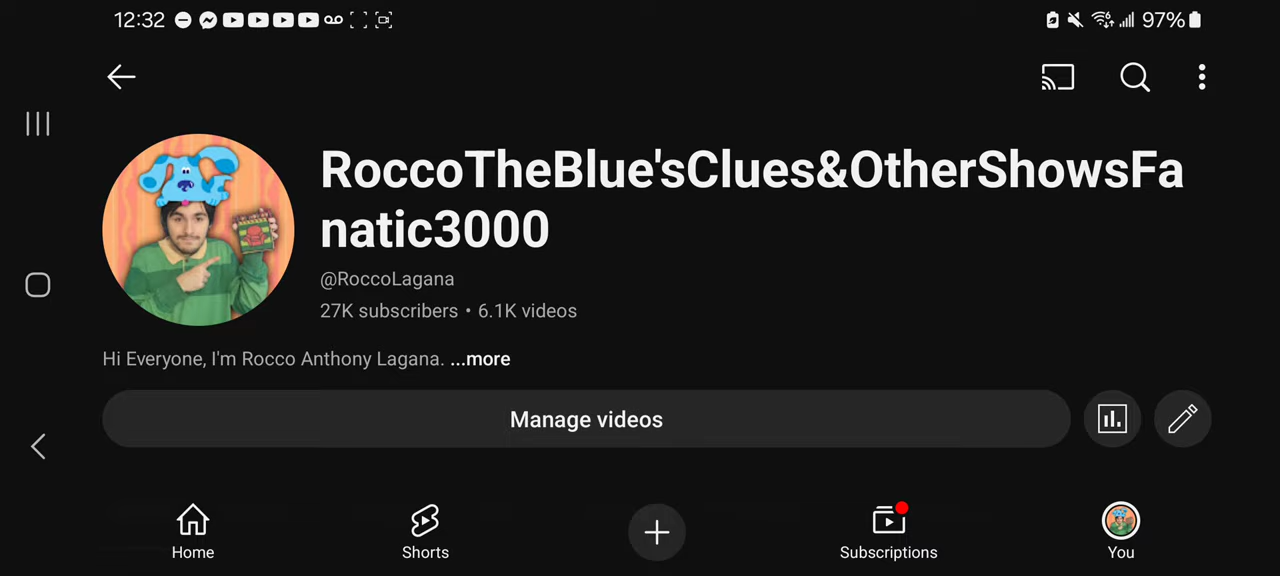 12:32
97%
RoccoTheBlue'sClues&OtherShowsFa
natic3000
@RoccoLagana
27K subscribers • 6.1K videos
Hi Everyone, I'm Rocco Anthony Lagana. ...more
Manage videos
Home
Shorts
Subscriptions
You